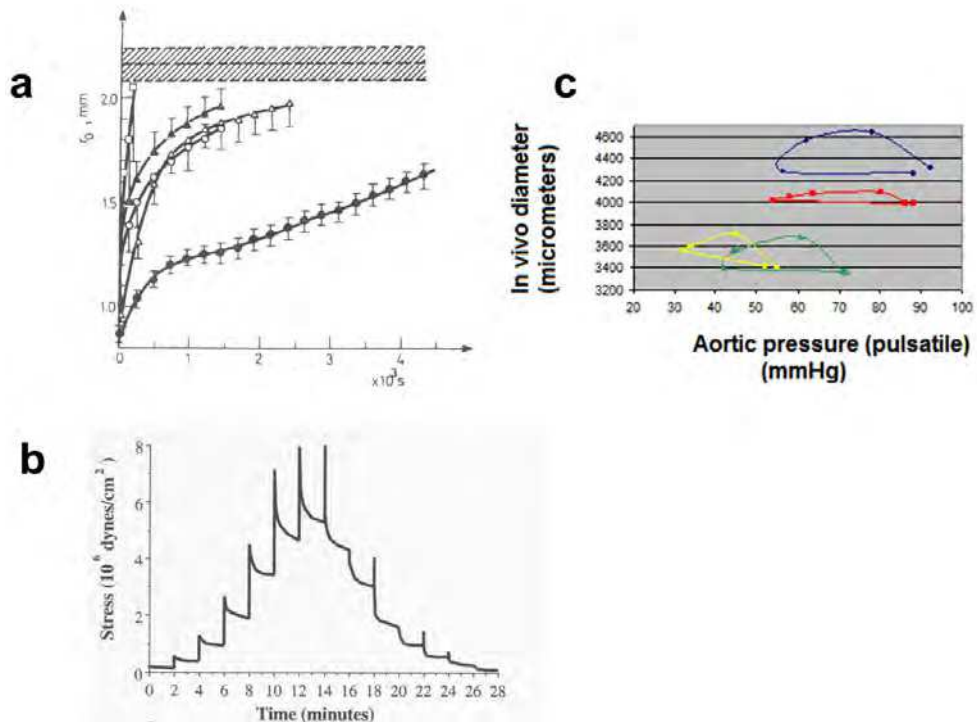 a
r₀ , mm
2.0
1.5
1.0
0 1 2 3 4
×10³s
b
Stress (10⁶ dynes/cm²)
8
6
4
2
0
0 2 4 6 8 10 12 14 16 18 20 22 24 26 28
Time (minutes)
c
In vivo diameter
(micrometers)
4600
4400
4200
4000
3800
3600
3400
3200
20 30 40 50 60 70 80 90 100
Aortic pressure (pulsatile)
(mmHg)